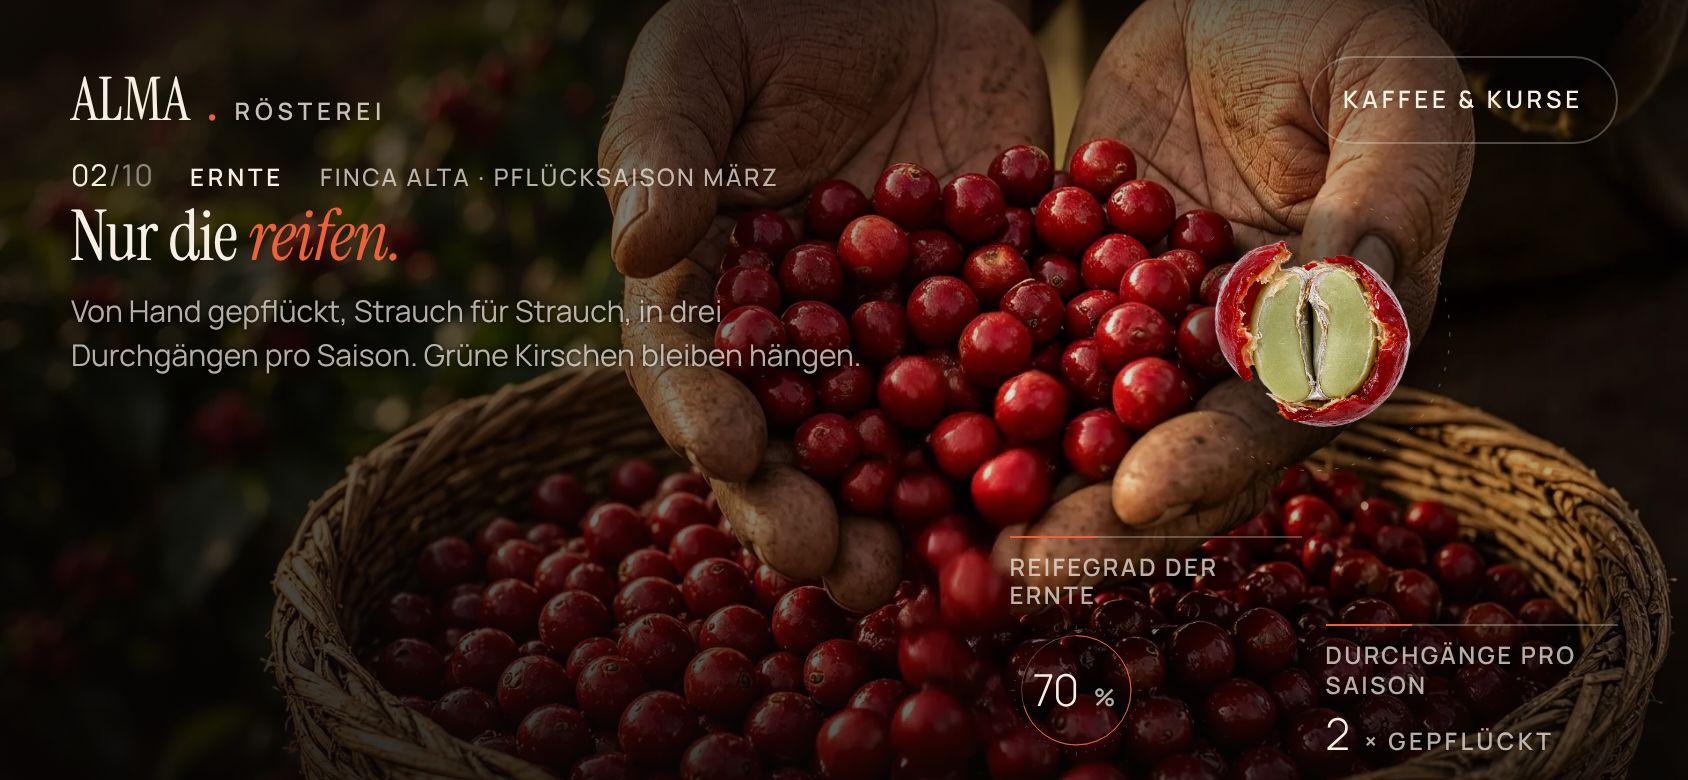 ALMA . RÖSTEREI
KAFFEE & KURSE
02/10 ERNTE FINCA ALTA · PFLÜCKSAISON MÄRZ
Nur die reifen.
Von Hand gepflückt, Strauch für Strauch, in drei
Durchgängen pro Saison. Grüne Kirschen bleiben hängen.
REIFEGRAD DER
ERNTE
70 %
DURCHGÄNGE PRO
SAISON
2 × GEPFLÜCKT